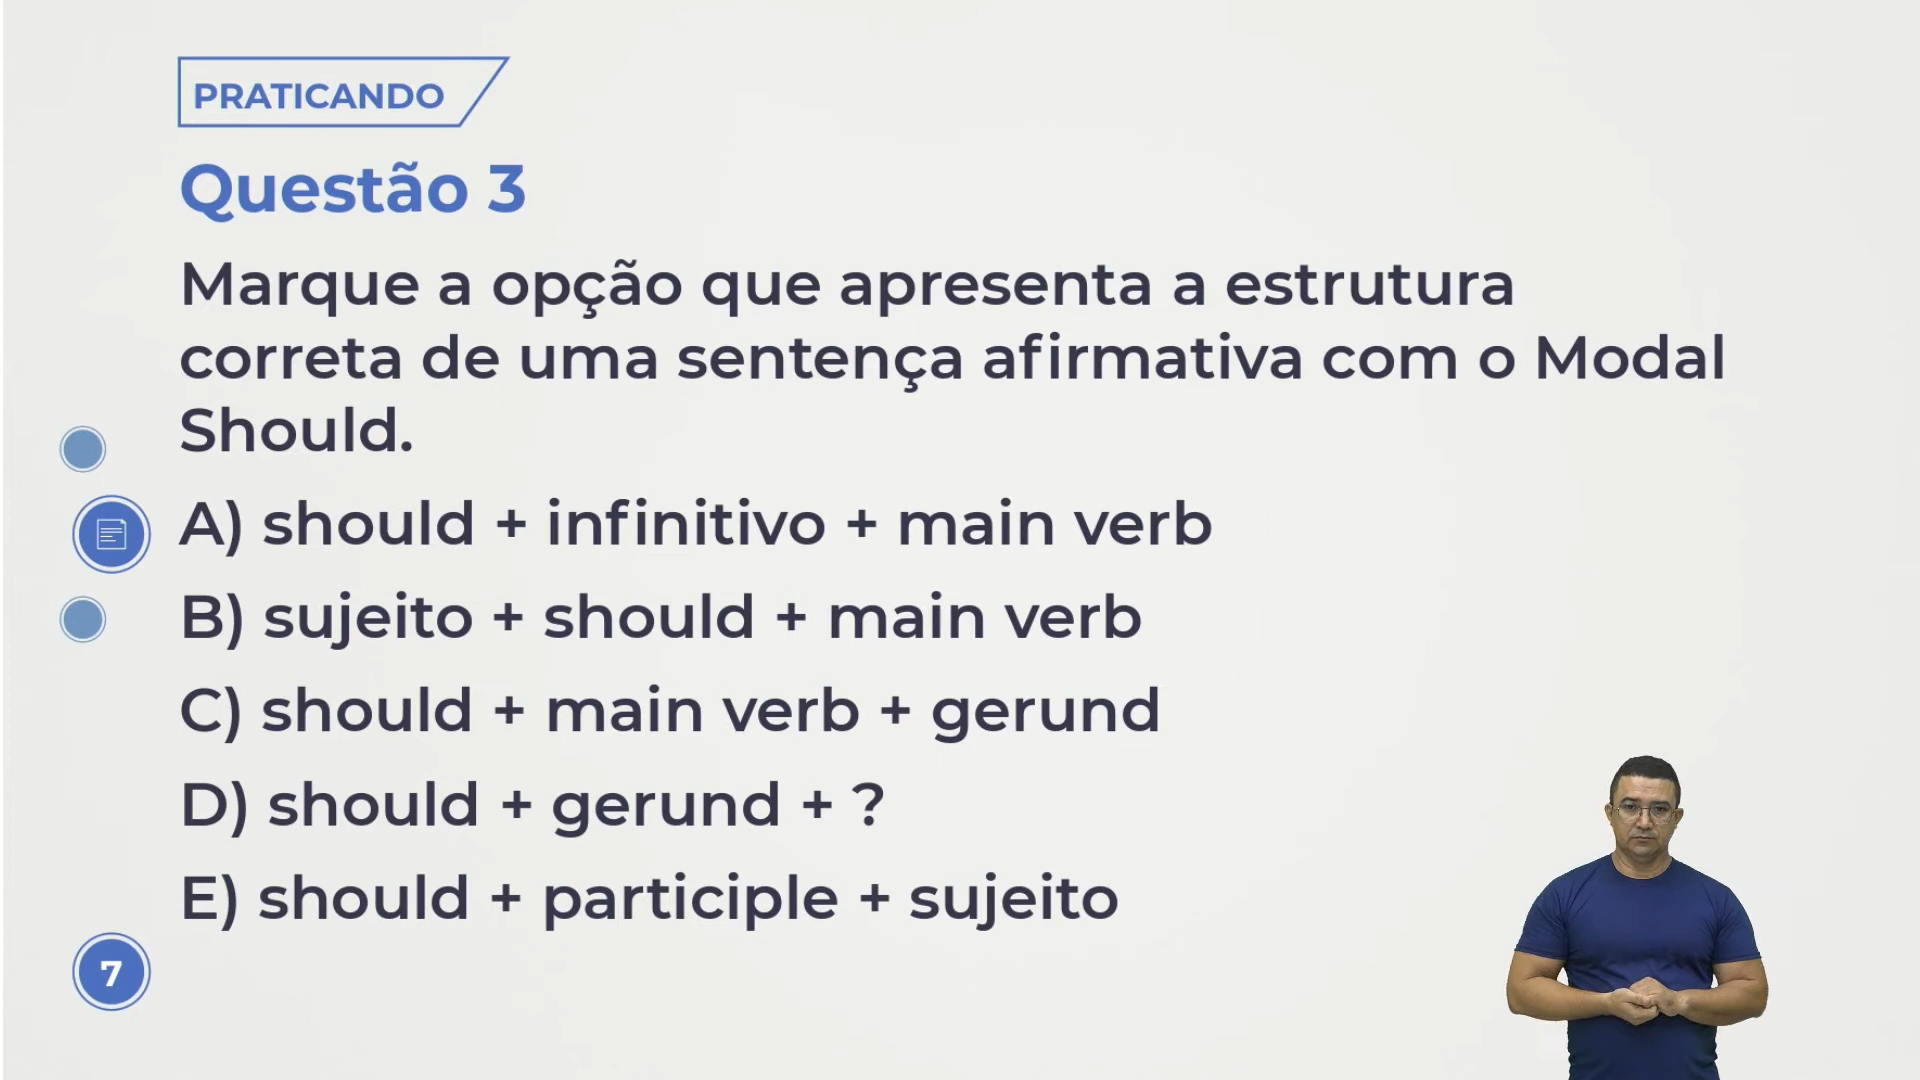 PRATICANDO
Questão 3
Marque a opção que apresenta a estrutura
correta de uma sentença afirmativa com o Modal
Should.
A) should + infinitivo + main verb
B) sujeito + should + main verb
C) should + main verb + gerund
D) should + gerund + ?
E) should + participle + sujeito
7